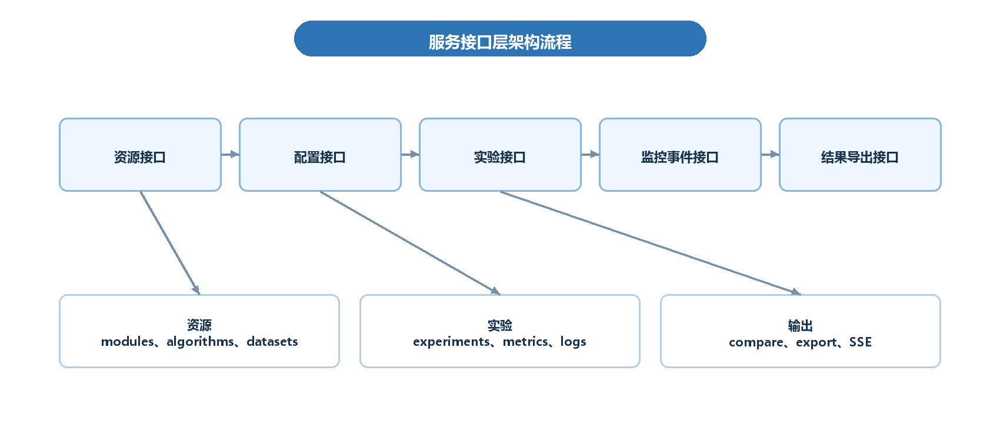 服务接口层架构流程
资源接口
配置接口
实验接口
监控事件接口
结果导出接口
资源
modules、algorithms、datasets
实验
experiments、metrics、logs
输出
compare、export、SSE